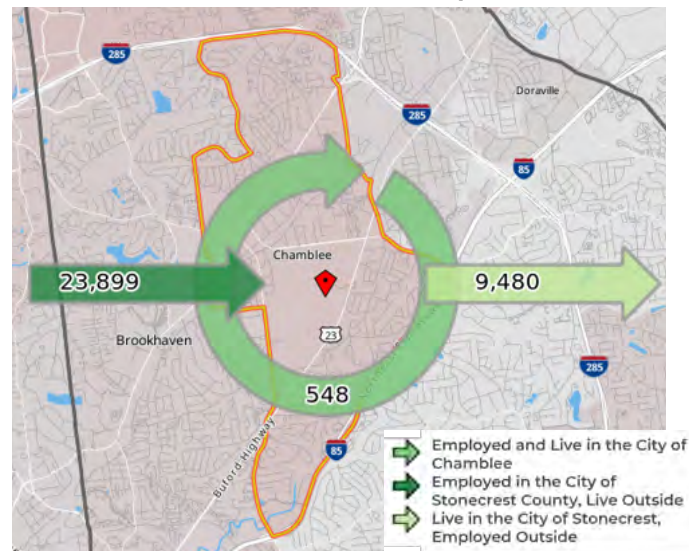 285
Doraville
285
85
Chamblee
23,899
9,480
23
Brookhaven
285
548
Buford Highway
85
Employed and Live in the City of
Chamblee
Employed in the City of
Stonecrest County, Live Outside
Live in the City of Stonecrest,
Employed Outside